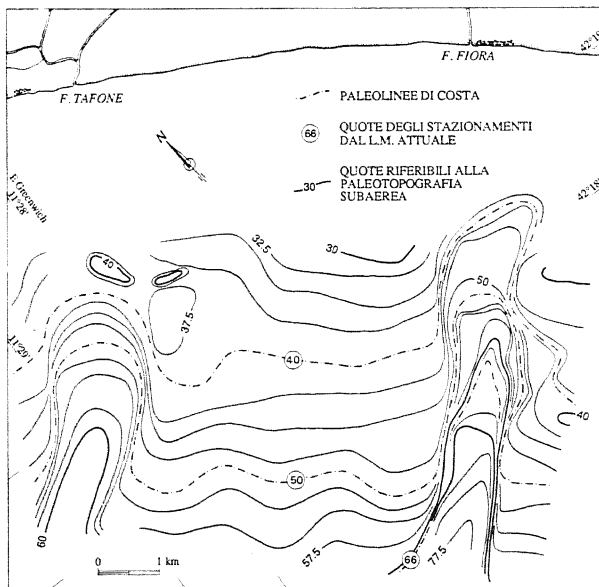 F. FIORA
42°19'
F. TAFONE
PALEOLINEE DI COSTA
66
QUOTE DEGLI STAZIONAMENTI
DAL L.M. ATTUALE
N
30
QUOTE RIFERIBILI ALLA
PALEOTOPOGRAFIA
SUBAEREA
42°18'
E. Greenwich
11°28'
32.5
30
40
50
37.5
11°29'
40
40
50
60
57.5
66
77.5
0 1 km